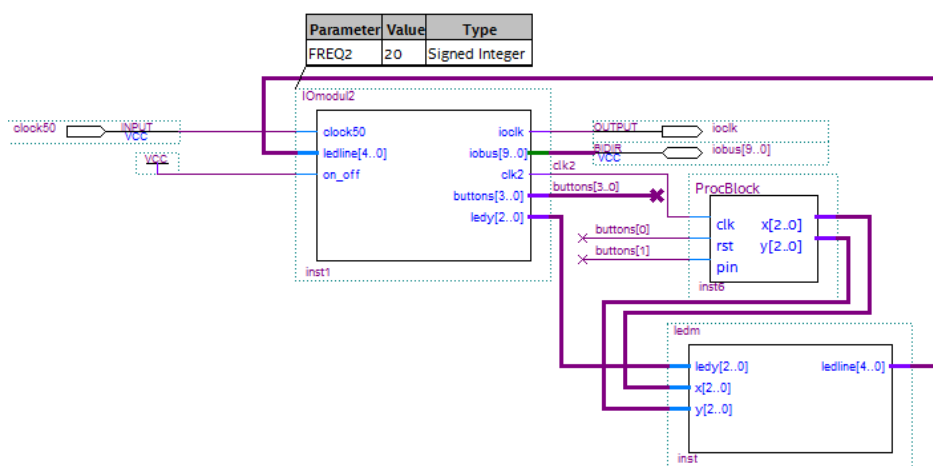 Parameter Value Type
FREQ2 20 Signed Integer
IOmodul2
clock50 INPUT VCC
clock50
ledline[4..0]
VCC
on_off
ioclk
iobus[9..0]
clk2
buttons[3..0]
ledy[2..0]
inst1
OUTPUT ioclk
BIDIR VCC iobus[9..0]
clk2
buttons[3..0]
buttons[0]
buttons[1]
ProcBlock
clk x[2..0]
rst y[2..0]
pin
inst6
ledm
ledy[2..0] ledline[4..0]
x[2..0]
y[2..0]
inst